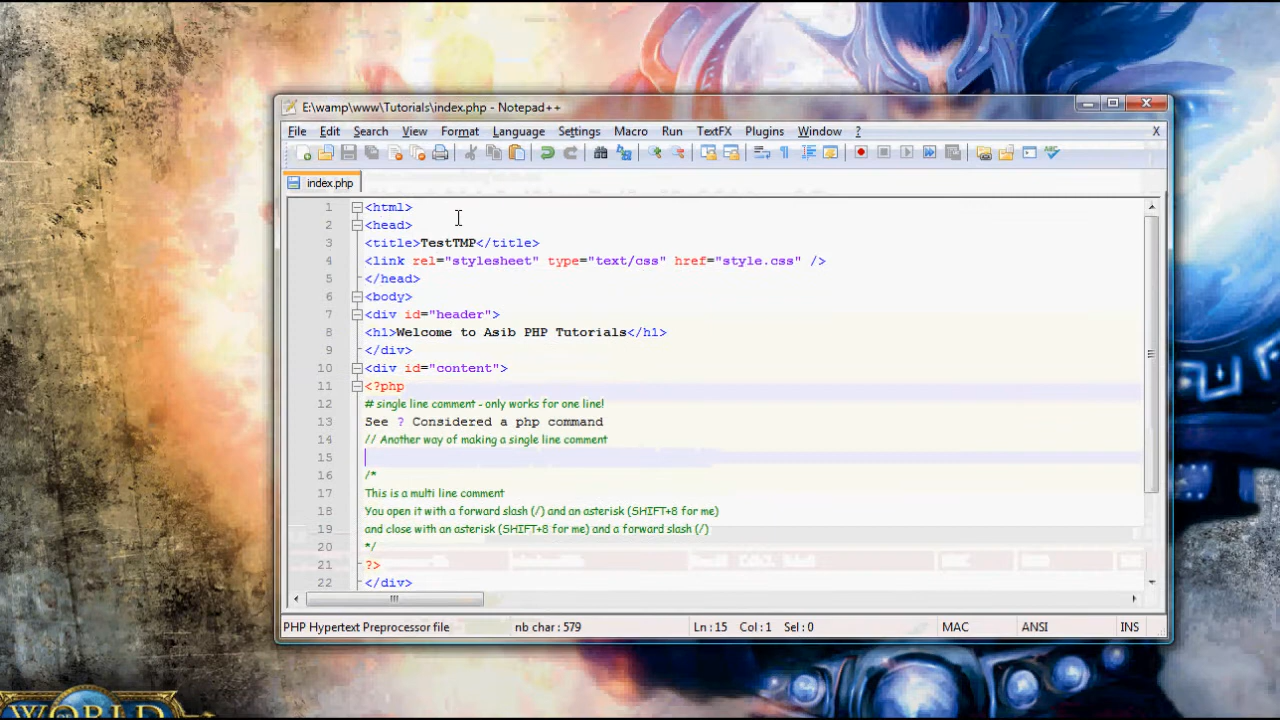 E:\wamp\www\Tutorials\index.php - Notepad++
File Edit Search View Format Language Settings Macro Run TextFX Plugins Window ? X
index.php
1 <html>
2 <head>
3 <title>TestTMP</title>
4 <link rel="stylesheet" type="text/css" href="style.css" />
5 </head>
6 <body>
7 <div id="header">
8 <h1>Welcome to Asib PHP Tutorials</h1>
9 </div>
10 <div id="content">
11 <?php
12 # single line comment - only works for one line!
13 See ? Considered a php command
14 // Another way of making a single line comment
15
16 /*
17 This is a multi line comment
18 You open it with a forward slash (/) and an asterisk (SHIFT+8 for me)
19 and close with an asterisk (SHIFT+8 for me) and a forward slash (/)
20 */
21 ?>
22 </div>
PHP Hypertext Preprocessor file nb char : 579 Ln : 15 Col : 1 Sel : 0 MAC ANSI INS
WORLD